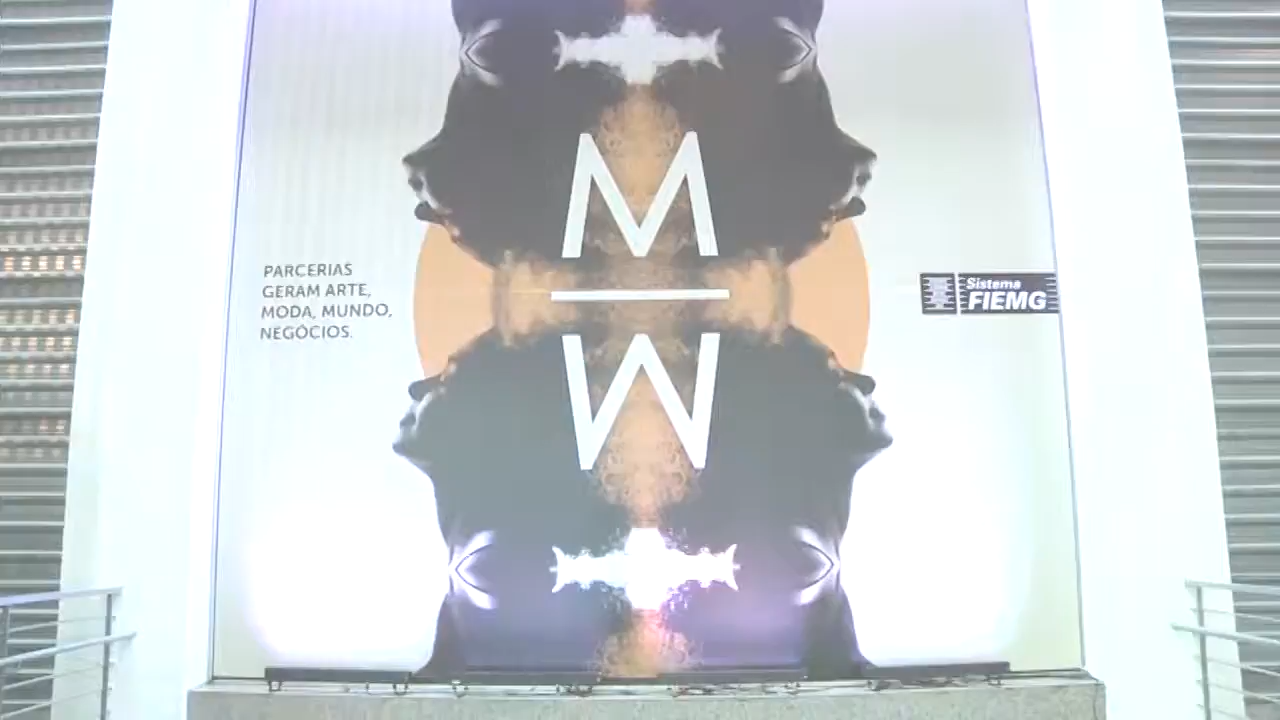 M
W
PARCERIAS
GERAM ARTE,
MODA, MUNDO,
NEGÓCIOS.
Sistema
FIEMG